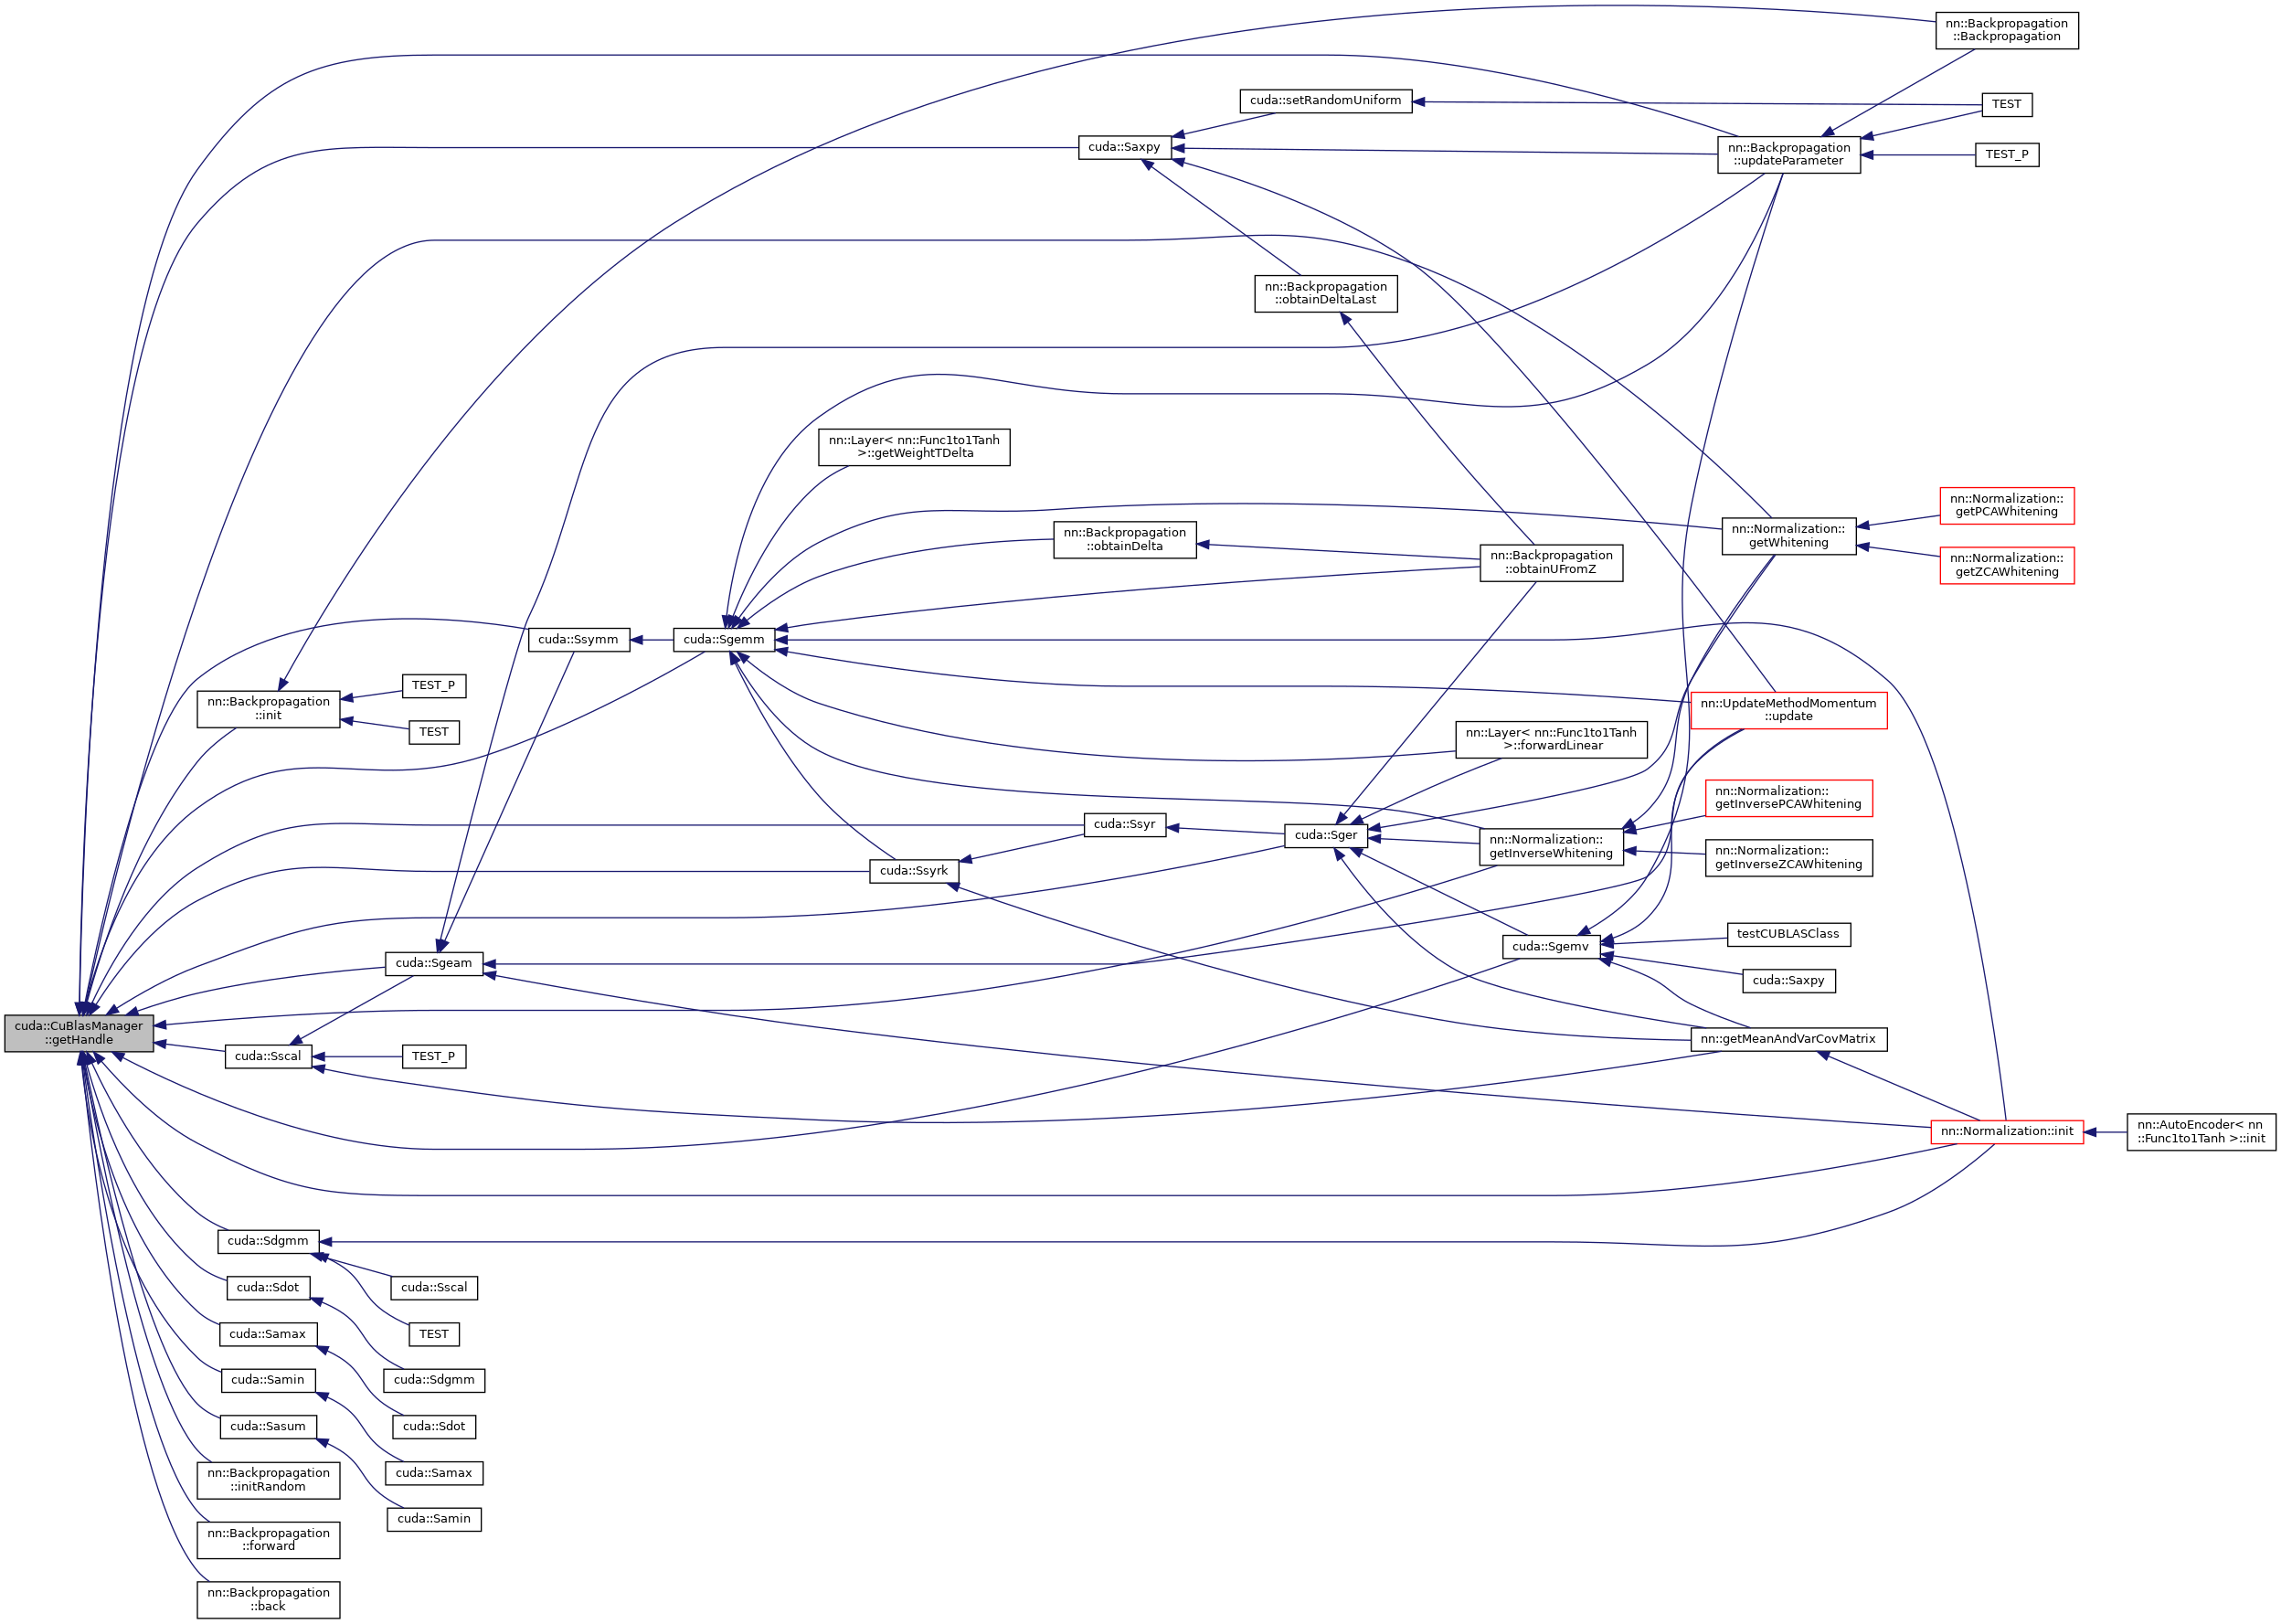 nn::Backpropagation
::Backpropagation
cuda::setRandomUniform
TEST
cuda::Saxpy
nn::Backpropagation
::updateParameter
TEST_P
nn::Backpropagation
::obtainDeltaLast
nn::Layer< nn::Func1to1Tanh
>::getWeightTDelta
nn::Normalization::
getPCAWhitening
nn::Backpropagation
::obtainDelta
nn::Normalization::
getWhitening
nn::Backpropagation
::obtainUFromZ
nn::Normalization::
getZCAWhitening
cuda::Ssymm
cuda::Sgemm
TEST_P
nn::Backpropagation
::init
TEST
nn::UpdateMethodMomentum
::update
nn::Layer< nn::Func1to1Tanh
>::forwardLinear
nn::Normalization::
getInversePCAWhitening
cuda::Ssyr
cuda::Sger
nn::Normalization::
getInverseWhitening
nn::Normalization::
getInverseZCAWhitening
cuda::Ssyrk
testCUBLASClass
cuda::Sgemv
cuda::Sgeam
cuda::Saxpy
cuda::CuBlasManager
::getHandle
cuda::Sscal
TEST_P
nn::getMeanAndVarCovMatrix
nn::Normalization::init
nn::AutoEncoder< nn
::Func1to1Tanh >::init
cuda::Sdgmm
cuda::Sdot
cuda::Sscal
cuda::Samax
TEST
cuda::Samin
cuda::Sdgmm
cuda::Sasum
cuda::Sdot
nn::Backpropagation
::initRandom
cuda::Samax
cuda::Samin
nn::Backpropagation
::forward
nn::Backpropagation
::back